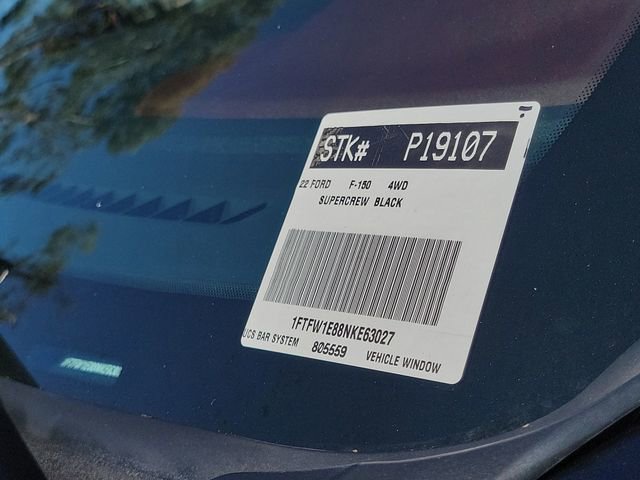 STK# P19107
22 FORD F-150 4WD
SUPERCREW BLACK
1FTFW1E88NKE63027
UCS BAR SYSTEM 805559 VEHICLE WINDOW